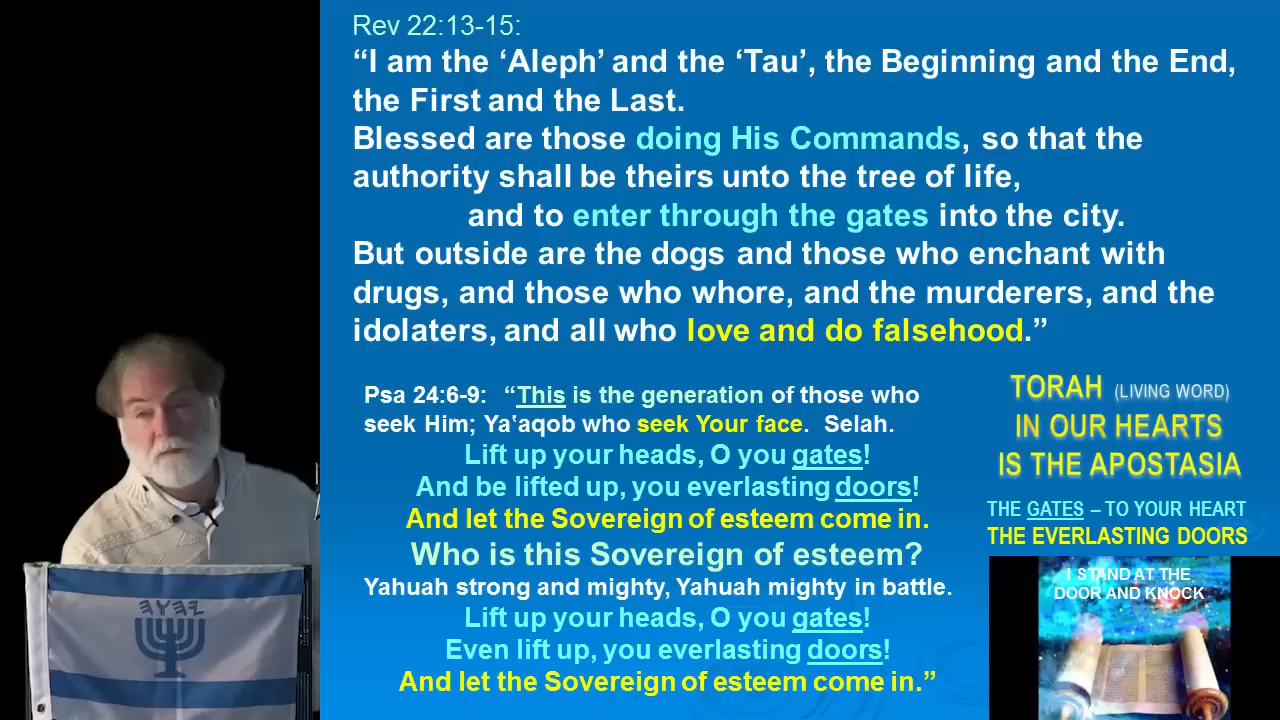 Rev 22:13-15:
“I am the ‘Aleph’ and the ‘Tau’, the Beginning and the End,
the First and the Last.
Blessed are those doing His Commands, so that the
authority shall be theirs unto the tree of life,
and to enter through the gates into the city.
But outside are the dogs and those who enchant with
drugs, and those who whore, and the murderers, and the
idolaters, and all who love and do falsehood.”
Psa 24:6-9: “This is the generation of those who
seek Him; Yaʽaqob who seek Your face. Selah.
Lift up your heads, O you gates!
And be lifted up, you everlasting doors!
And let the Sovereign of esteem come in.
Who is this Sovereign of esteem?
Yahuah strong and mighty, Yahuah mighty in battle.
Lift up your heads, O you gates!
Even lift up, you everlasting doors!
And let the Sovereign of esteem come in.”
TORAH (LIVING WORD)
IN OUR HEARTS
IS THE APOSTASIA
THE GATES – TO YOUR HEART
THE EVERLASTING DOORS
I STAND AT THE
DOOR AND KNOCK